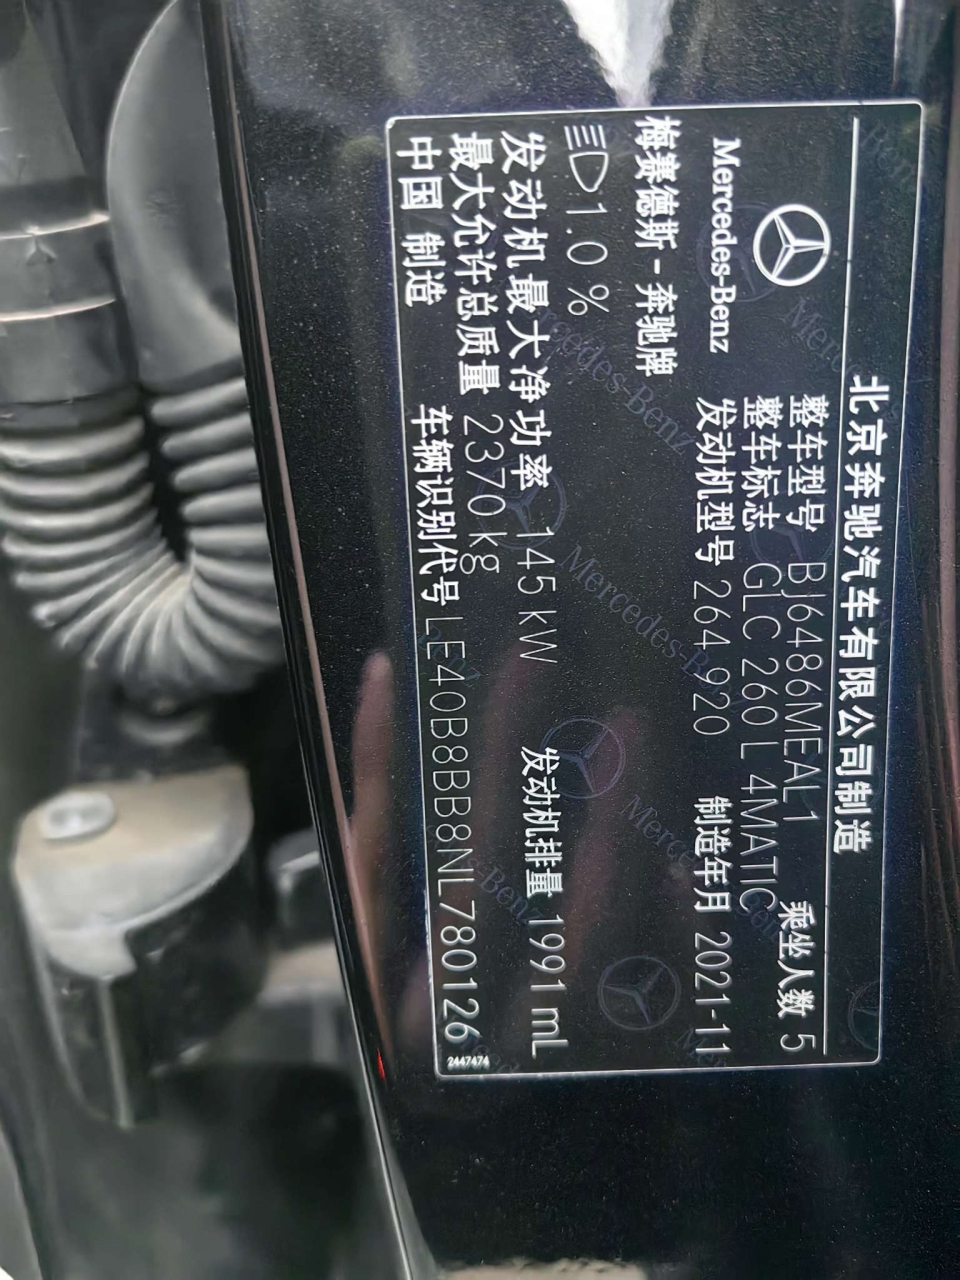 北京奔驰汽车有限公司制造
Mercedes-Benz
整车型号 BJ6486MEAL1 乘坐人数 5
整车标志 GLC 260 L 4MATIC
发动机型号 264 920 制造年月 2021-11
梅赛德斯-奔驰牌
1.0 %
发动机最大净功率 145 kW 发动机排量 1991 mL
最大允许总质量 2370 kg
中国 制造 车辆识别代号 LE40B8BB8NL780126
2447474